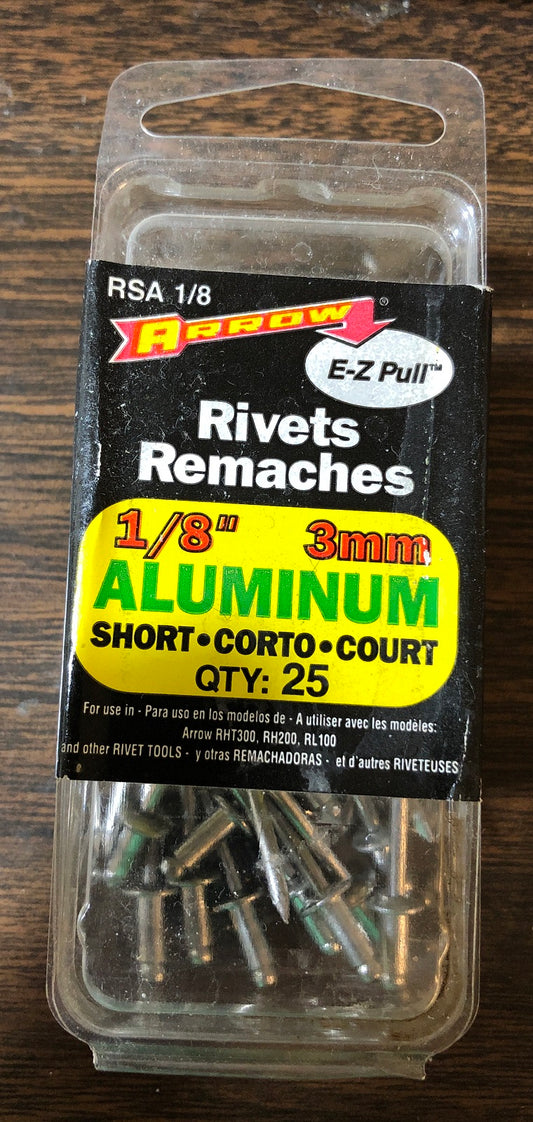 RSA 1/8
ARROW®
E-Z Pull™
Rivets
Remaches
1/8" 3mm
ALUMINUM
SHORT•CORTO•COURT
QTY: 25
For use in - Para uso en los modelos de - A utiliser avec les modèles:
Arrow RHT300, RH200, RL100
and other RIVET TOOLS - y otras REMACHADORAS - et d'autres RIVETEUSES